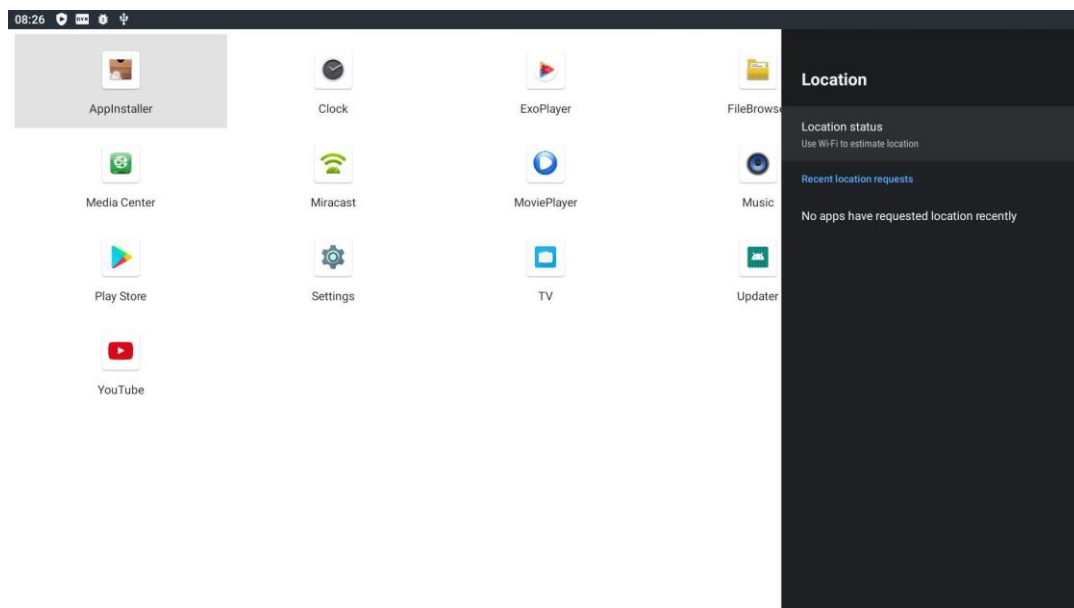 08:26
AppInstaller
Clock
ExoPlayer
FileBrowse
Location
Location status
Use Wi-Fi to estimate location
Media Center
Miracast
MoviePlayer
Music
Recent location requests
No apps have requested location recently
Play Store
Settings
TV
Updater
YouTube